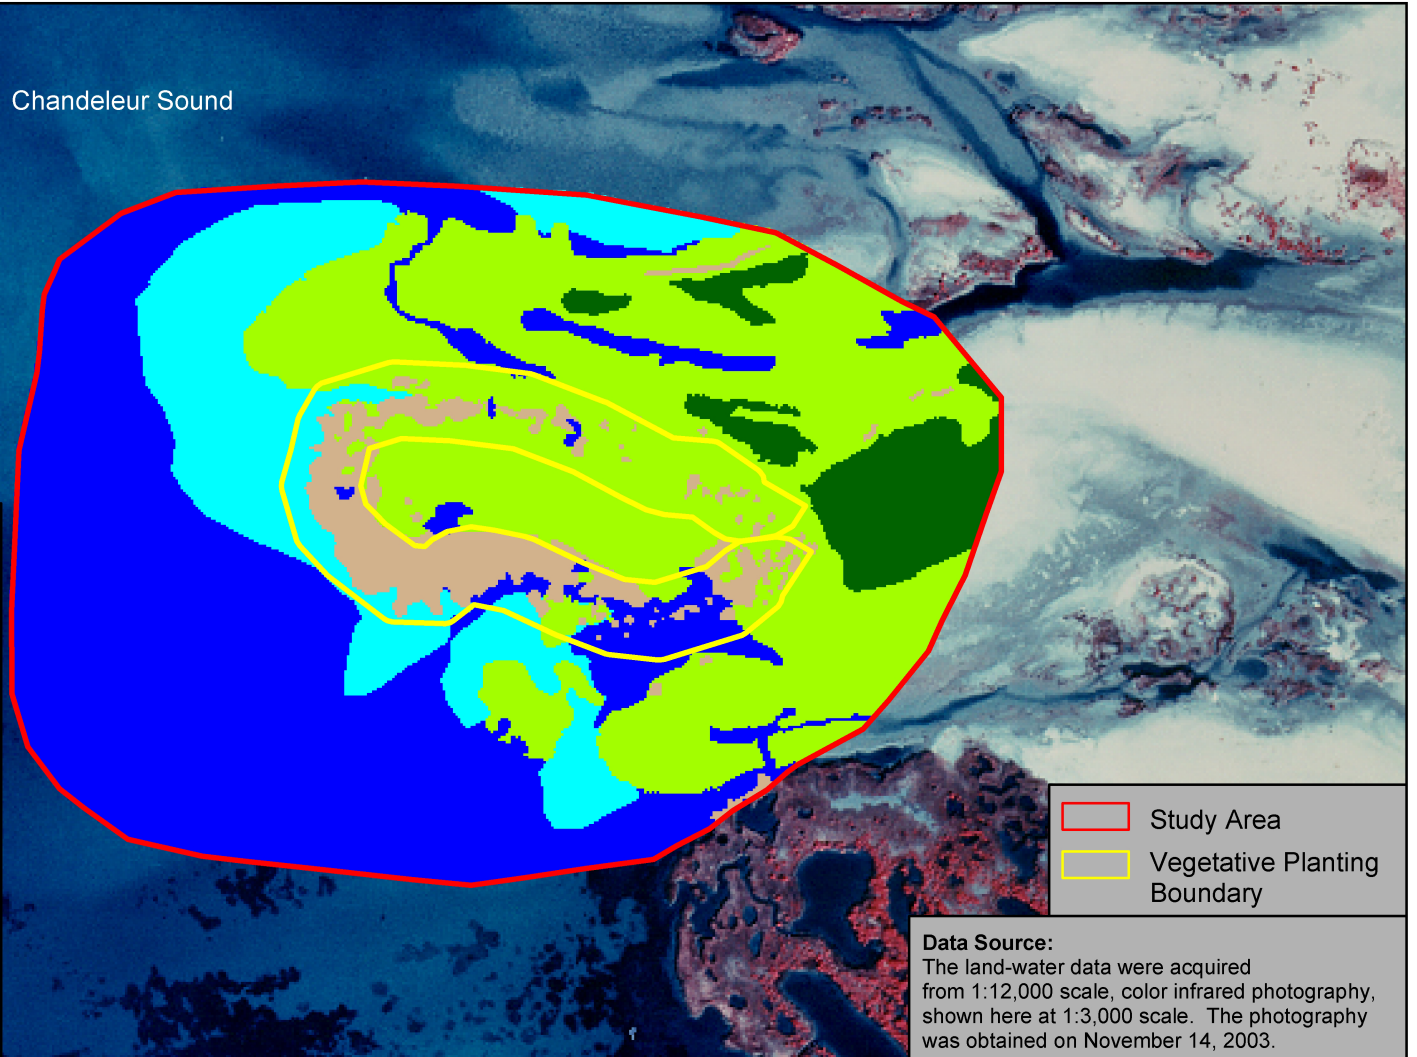 Chandeleur Sound
Study Area
Vegetative Planting
Boundary
Data Source:
The land-water data were acquired
from 1:12,000 scale, color infrared photography,
shown here at 1:3,000 scale.  The photography
was obtained on November 14, 2003.